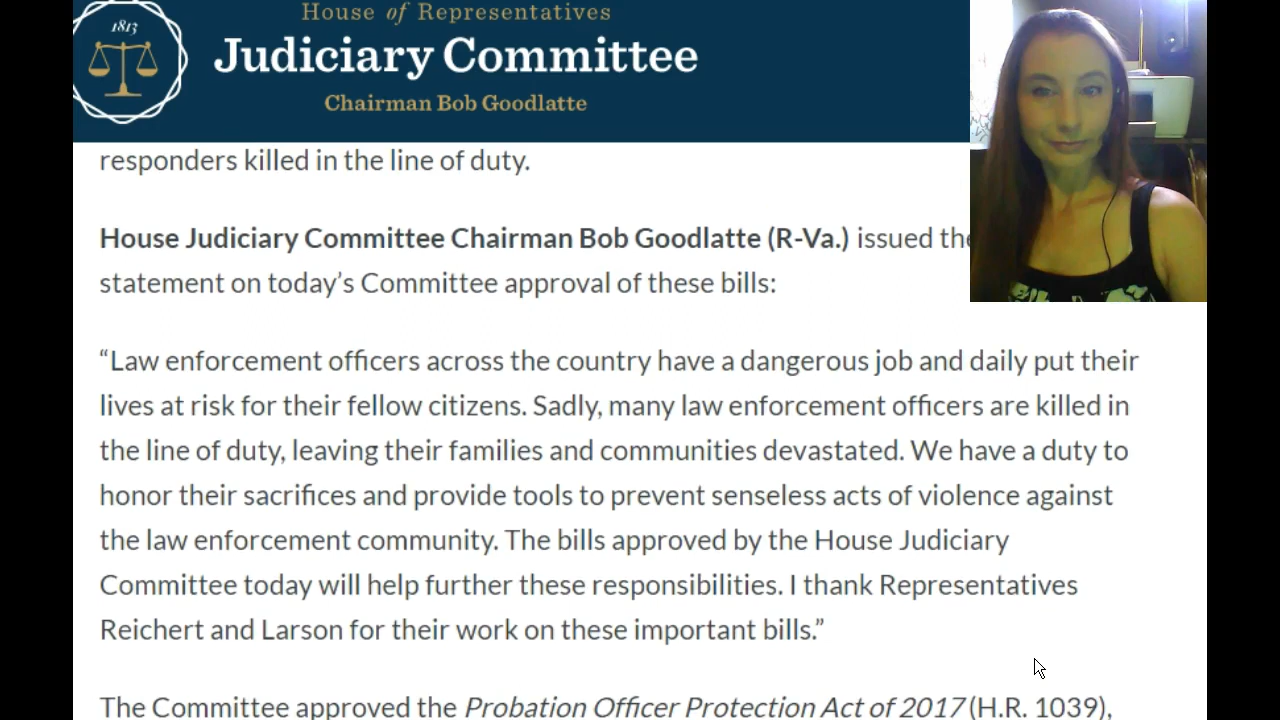 1813
House of Representatives
Judiciary Committee
Chairman Bob Goodlatte
responders killed in the line of duty.
House Judiciary Committee Chairman Bob Goodlatte (R-Va.) issued
statement on today’s Committee approval of these bills:
“Law enforcement officers across the country have a dangerous job and daily put their
lives at risk for their fellow citizens. Sadly, many law enforcement officers are killed in
the line of duty, leaving their families and communities devastated. We have a duty to
honor their sacrifices and provide tools to prevent senseless acts of violence against
the law enforcement community. The bills approved by the House Judiciary
Committee today will help further these responsibilities. I thank Representatives
Reichert and Larson for their work on these important bills.”
The Committee approved the Probation Officer Protection Act of 2017 (H.R. 1039),